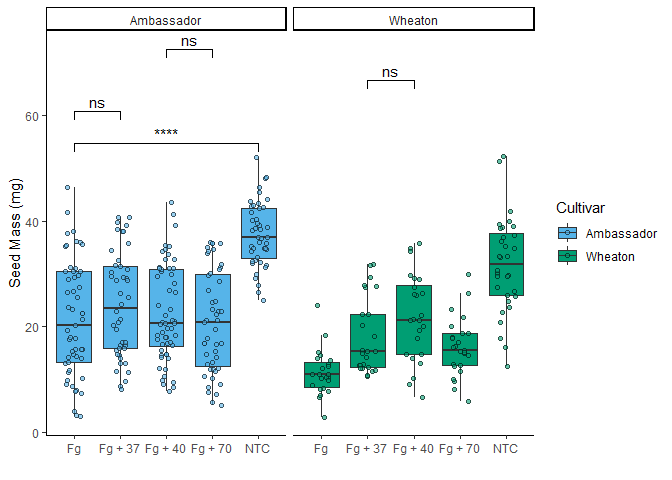 Ambassador
Wheaton
ns
ns
ns
****
Seed Mass (mg)
60
40
20
0
Fg
Fg + 37
Fg + 40
Fg + 70
NTC
Fg
Fg + 37
Fg + 40
Fg + 70
NTC
Cultivar
Ambassador
Wheaton